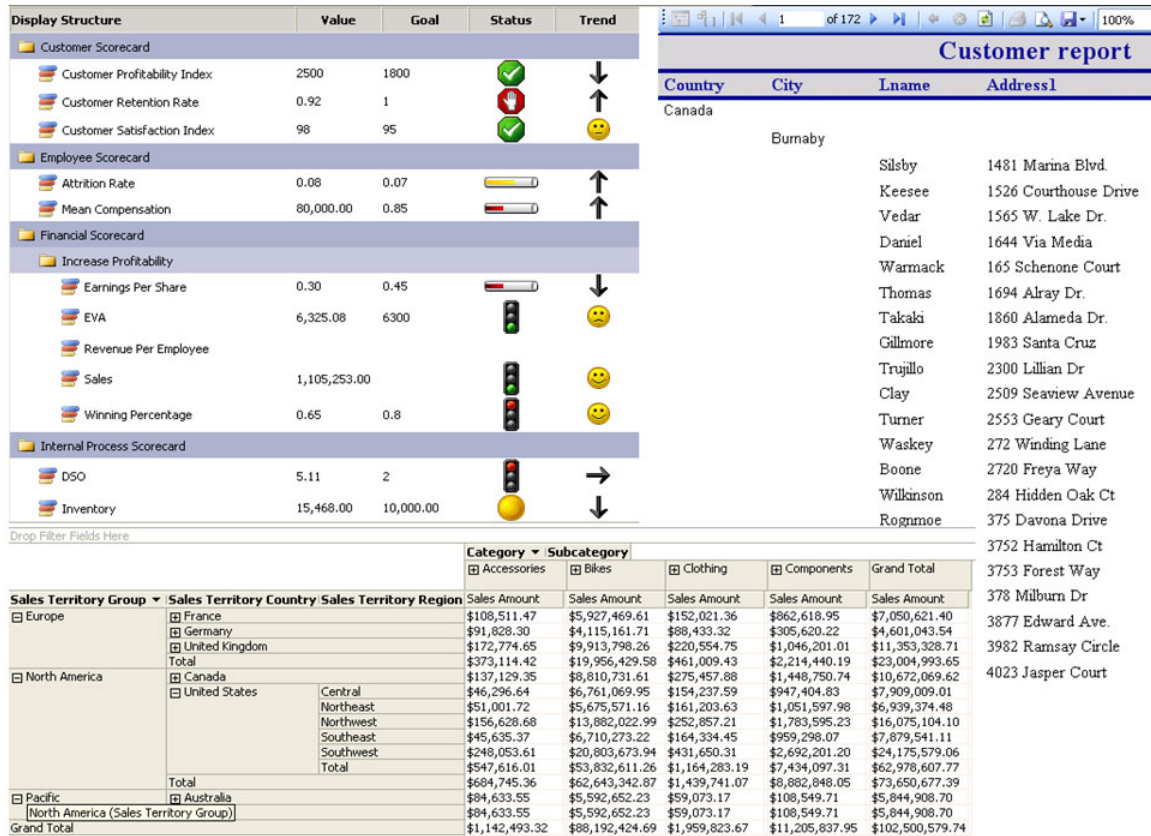 Display Structure Value Goal Status Trend
Customer Scorecard
Customer Profitability Index 2500 1800
Customer Retention Rate 0.92 1
Customer Satisfaction Index 98 95
Employee Scorecard
Attrition Rate 0.08 0.07
Mean Compensation 80,000.00 0.85
Financial Scorecard
Increase Profitability
Earnings Per Share 0.30 0.45
EVA 6,325.08 6300
Revenue Per Employee
Sales 1,105,253.00
Winning Percentage 0.65 0.8
Internal Process Scorecard
DSO 5.11 2
Inventory 15,468.00 10,000.00
1 of 172 100%
Customer report
Country City Lname Address1
Canada
Burnaby
Silsby 1481 Marina Blvd.
Keesee 1526 Courthouse Drive
Vedar 1565 W. Lake Dr.
Daniel 1644 Via Media
Warmack 165 Schenone Court
Thomas 1694 Alray Dr.
Takaki 1860 Alameda Dr.
Gillmore 1983 Santa Cruz
Trujillo 2300 Lillian Dr
Clay 2509 Seaview Avenue
Turner 2553 Geary Court
Waskey 272 Winding Lane
Boone 2720 Freya Way
Wilkinson 284 Hidden Oak Ct
Rognmoe 375 Davona Drive
3752 Hamilton Ct
3753 Forest Way
378 Milburn Dr
3877 Edward Ave.
3982 Ramsay Circle
4023 Jasper Court
Drop Filter Fields Here
Category Subcategory
Accessories Bikes Clothing Components Grand Total
Sales Territory Group Sales Territory Country Sales Territory Region Sales Amount Sales Amount Sales Amount Sales Amount Sales Amount
Europe France $108,511.47 $5,927,469.61 $152,021.36 $862,618.95 $7,050,621.40
Germany $91,828.30 $4,115,161.71 $88,433.32 $305,620.22 $4,601,043.54
United Kingdom $172,774.65 $9,913,798.26 $220,554.75 $1,046,201.01 $11,353,328.71
Total $373,114.42 $19,956,429.58 $461,009.43 $2,214,440.19 $23,004,993.65
North America Canada $137,129.35 $8,810,731.61 $275,457.88 $1,448,750.74 $10,672,069.62
United States Central $46,296.64 $6,761,069.95 $154,237.59 $947,404.83 $7,909,009.01
Northeast $51,001.72 $5,675,571.16 $161,203.63 $1,051,597.98 $6,939,374.48
Northwest $156,628.68 $13,882,022.99 $252,857.21 $1,783,595.23 $16,075,104.10
Southeast $45,635.37 $6,710,273.22 $164,334.45 $959,298.07 $7,879,541.11
Southwest $248,053.61 $20,803,673.94 $431,650.31 $2,692,201.20 $24,175,579.06
Total $547,616.01 $53,832,611.26 $1,164,283.19 $7,434,097.31 $62,978,607.77
Total $684,745.36 $62,643,342.87 $1,439,741.07 $8,882,848.05 $73,650,677.39
Pacific Australia $84,633.55 $5,592,652.23 $59,073.17 $108,549.71 $5,844,908.70
North America (Sales Territory Group) $84,633.55 $5,592,652.23 $59,073.17 $108,549.71 $5,844,908.70
Grand Total $1,142,493.32 $88,192,424.69 $1,959,823.67 $11,205,837.95 $102,500,579.74